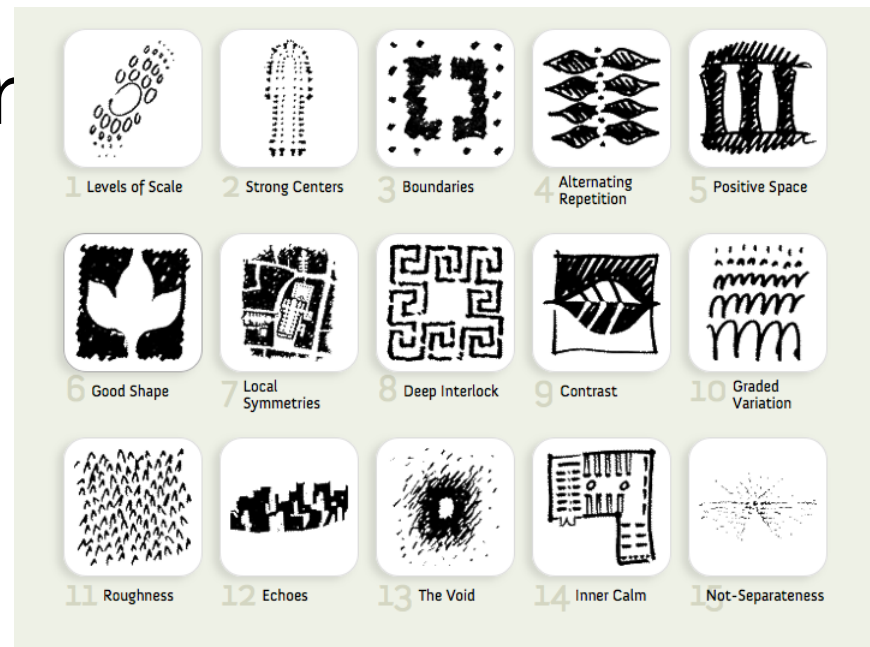 r
1 Levels of Scale
2 Strong Centers
3 Boundaries
4 Alternating
Repetition
5 Positive Space
6 Good Shape
7 Local
Symmetries
8 Deep Interlock
9 Contrast
10 Graded
Variation
11 Roughness
12 Echoes
13 The Void
14 Inner Calm
15 Not-Separateness